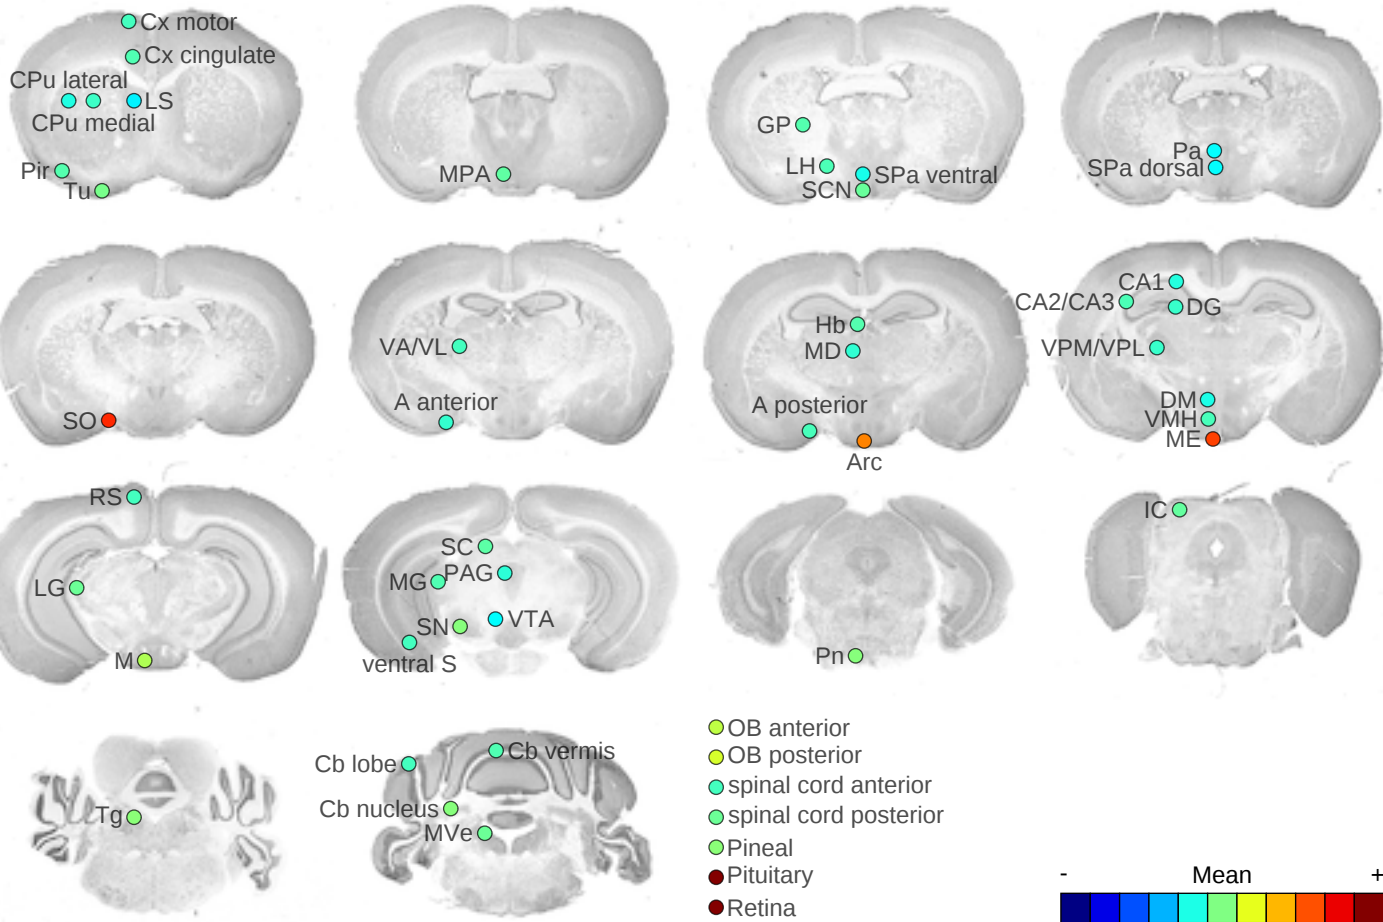 Cx motor
Cx cingulate
CPu lateral
LS
CPu medial
Pir
Tu
MPA
GP
LH
SPa ventral
SCN
Pa
SPa dorsal
SO
VA/VL
A anterior
Hb
MD
A posterior
Arc
CA1
CA2/CA3
DG
VPM/VPL
DM
VMH
ME
RS
LG
M
SC
MG
PAG
SN
VTA
ventral S
Pn
IC
Tg
Cb lobe
Cb vermis
Cb nucleus
MVe
OB anterior
OB posterior
spinal cord anterior
spinal cord posterior
Pineal
Pituitary
Retina
- Mean +